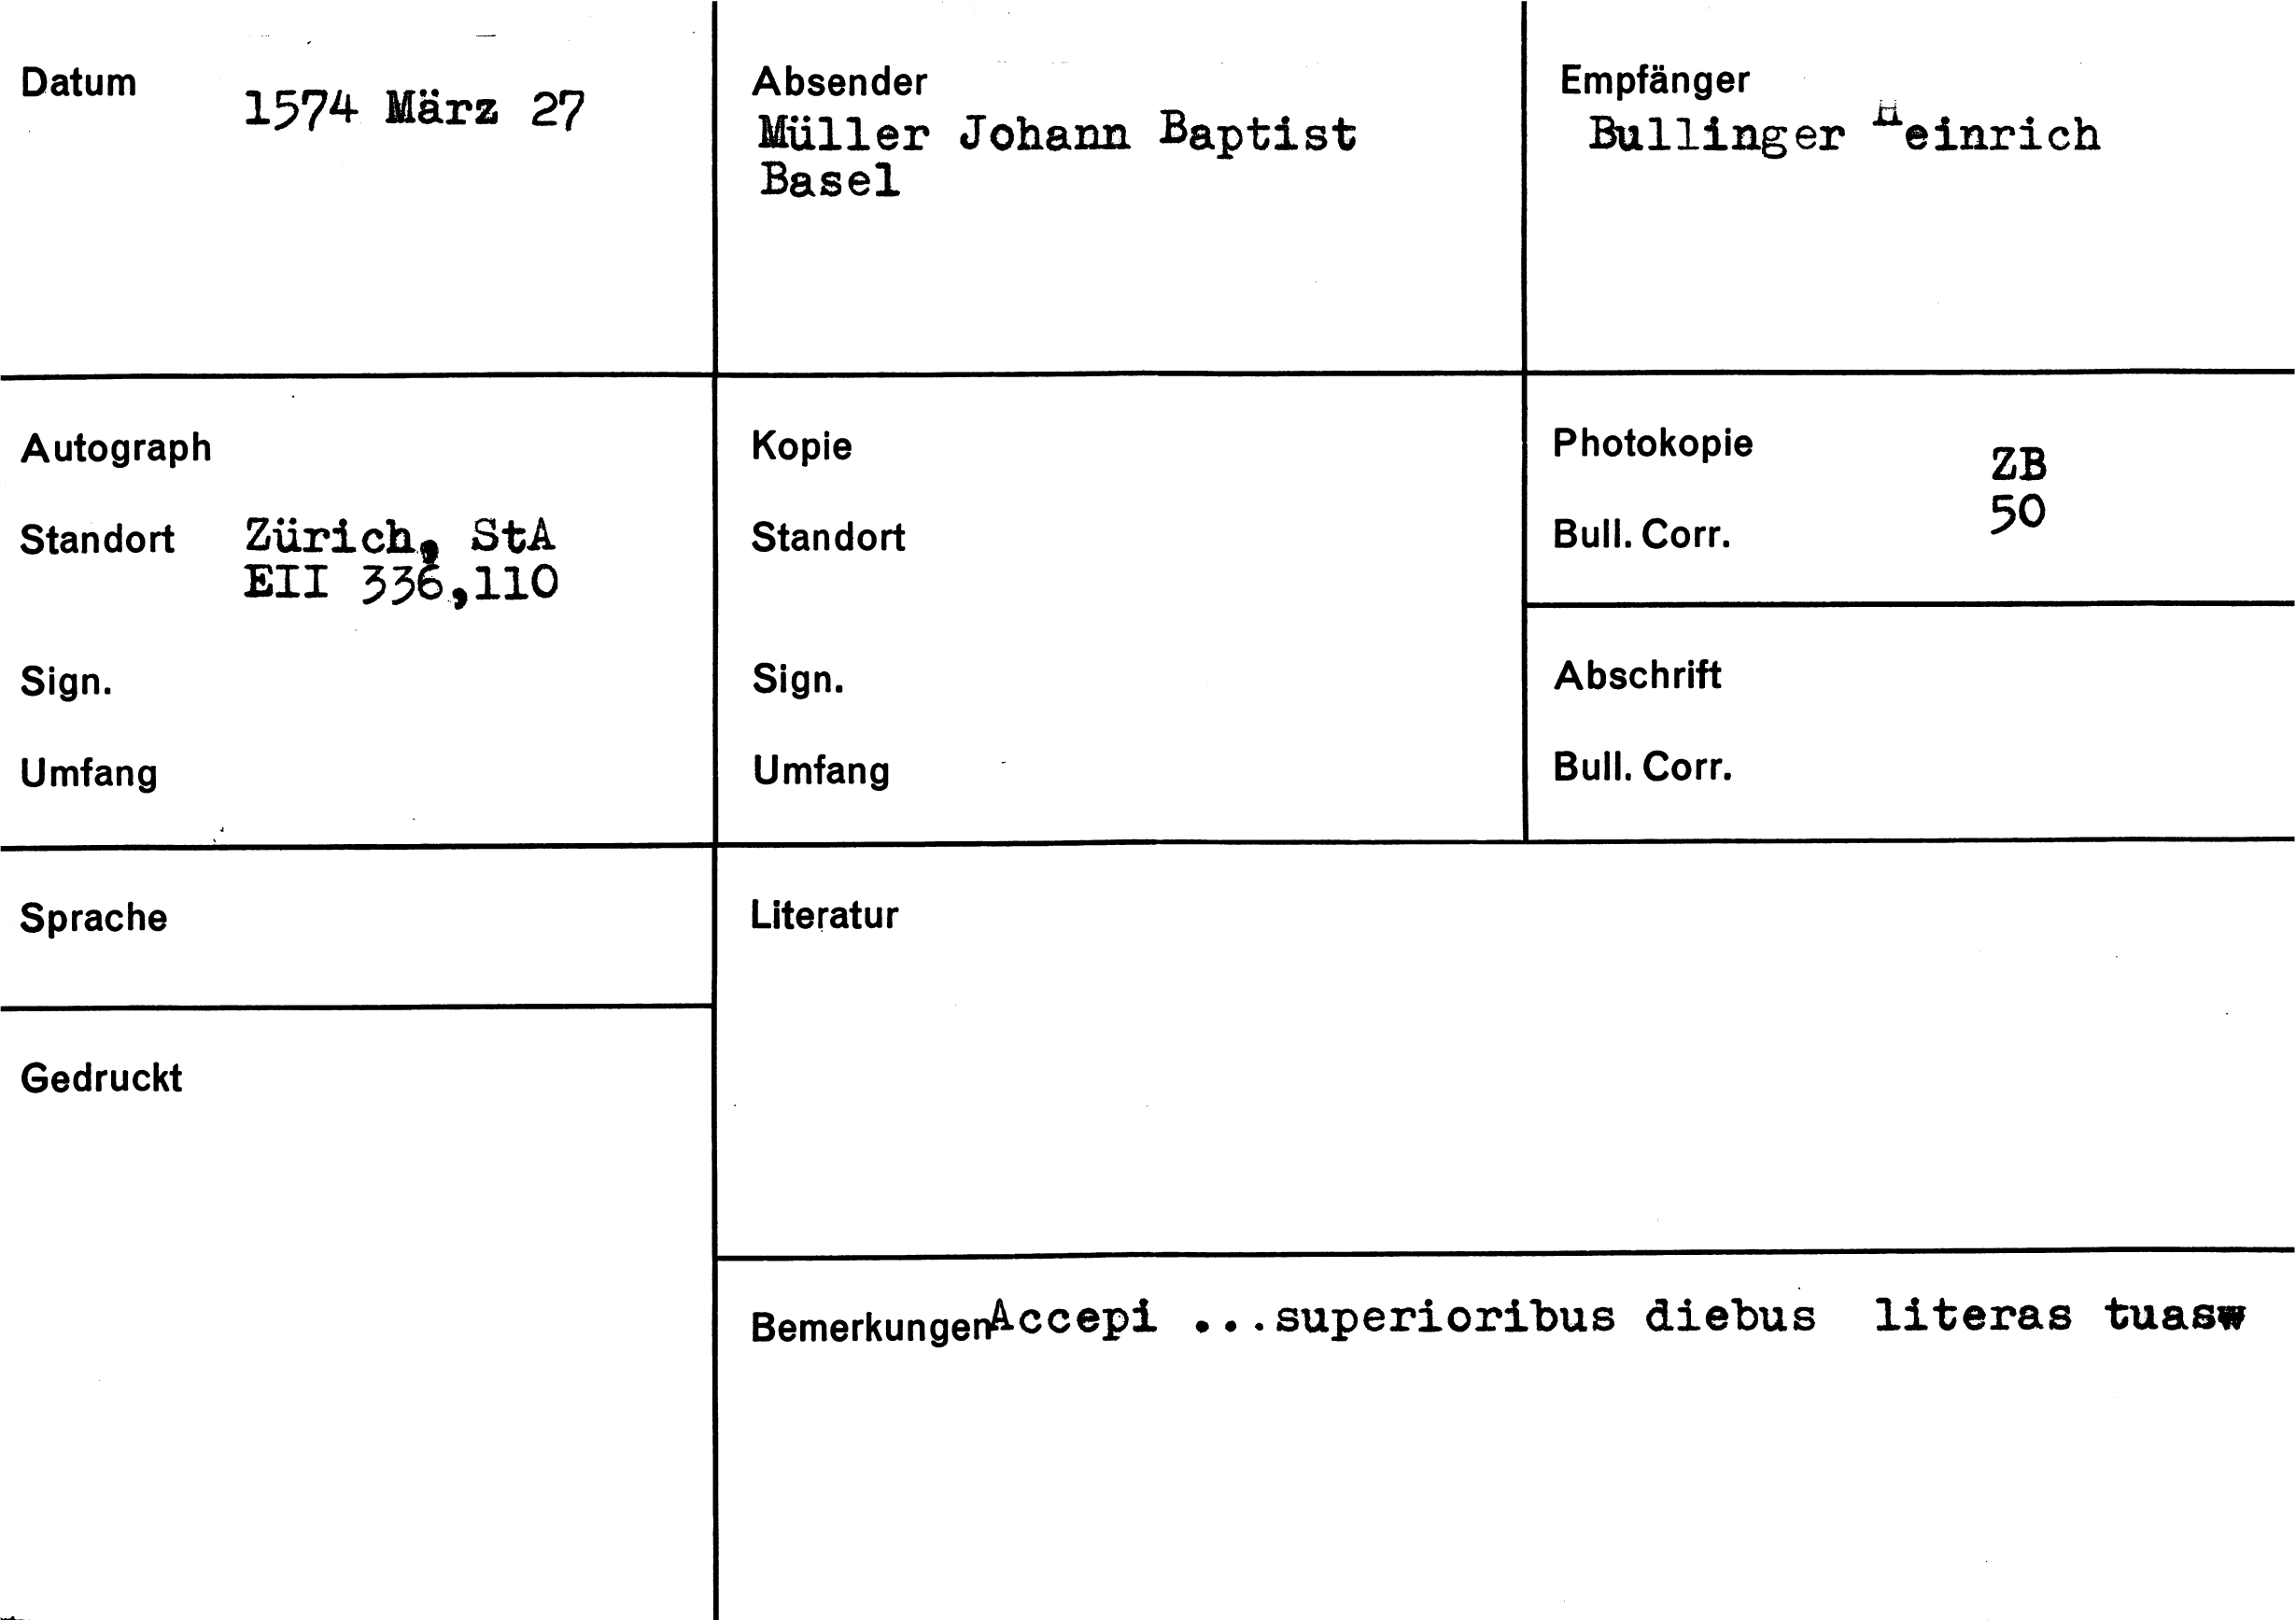 Datum 1574 März 27
Absender
Müller Johann Baptist
Basel
Empfänger
Bullinger Heinrich
Autograph
Standort Zürich, StA
EII 336,110
Sign.
Umfang
Kopie
Standort
Sign.
Umfang
Photokopie ZB
Bull. Corr. 50
Abschrift
Bull. Corr.
Sprache
Gedruckt
Literatur
Bemerkungen Accepi ...superioribus diebus literas tuas